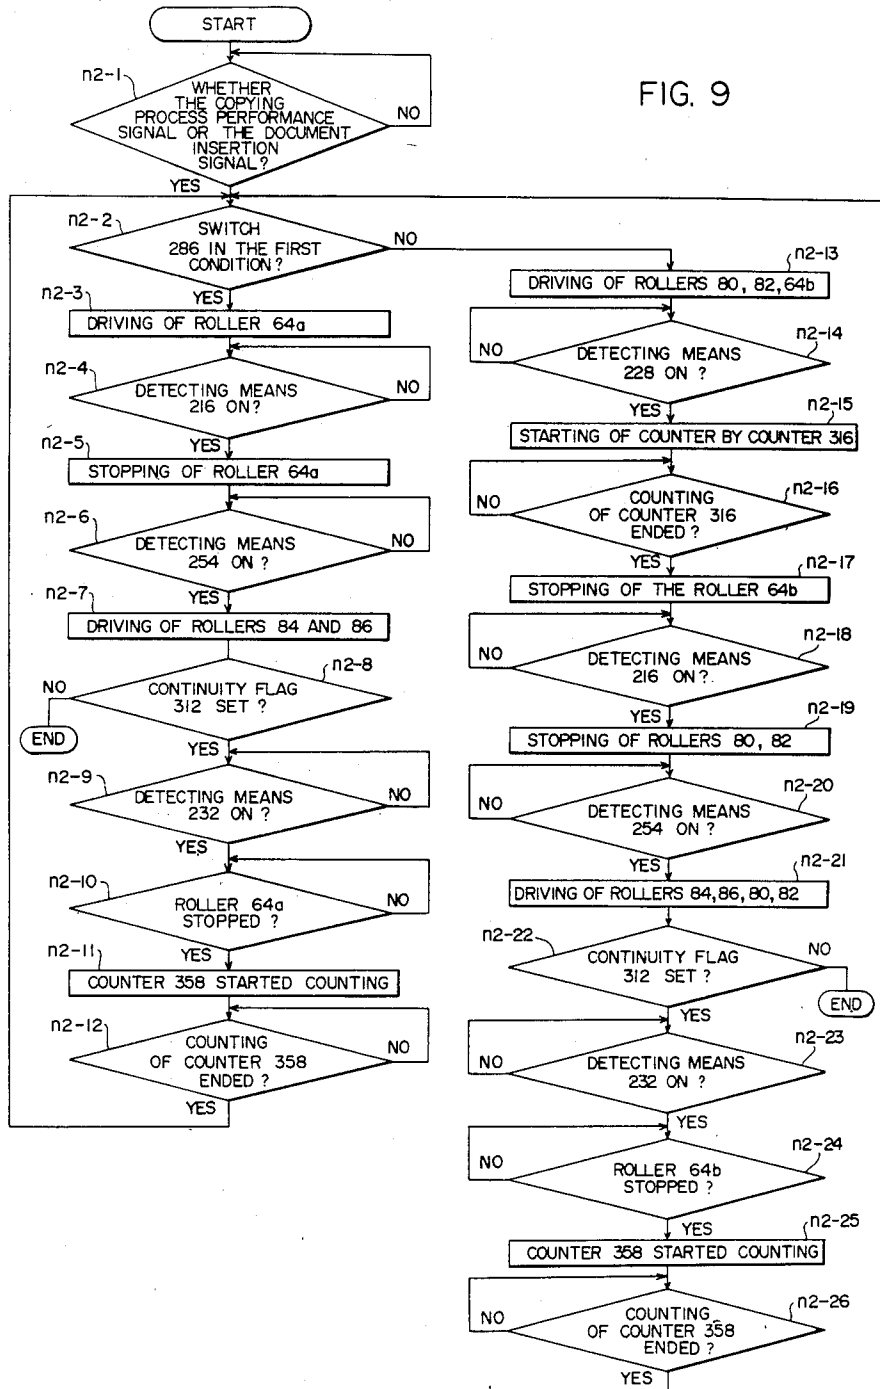 START
n2-1
WHETHER
THE COPYING
PROCESS PERFORMANCE
SIGNAL OR THE DOCUMENT
INSERTION
SIGNAL?
NO
YES
FIG. 9
n2-2
SWITCH
286 IN THE FIRST
CONDITION?
NO
YES
n2-3
DRIVING OF ROLLER 64a
n2-4
DETECTING MEANS
216 ON?
NO
YES
n2-5
STOPPING OF ROLLER 64a
n2-6
DETECTING MEANS
254 ON?
NO
YES
n2-7
DRIVING OF ROLLERS 84 AND 86
n2-8
CONTINUITY FLAG
312 SET?
NO
END
YES
n2-9
DETECTING MEANS
232 ON?
NO
YES
n2-10
ROLLER 64a
STOPPED?
NO
YES
n2-11
COUNTER 358 STARTED COUNTING
n2-12
COUNTING
OF COUNTER 358
ENDED?
NO
YES
n2-13
DRIVING OF ROLLERS 80, 82, 64b
n2-14
DETECTING MEANS
228 ON?
NO
YES
n2-15
STARTING OF COUNTER BY COUNTER 316
n2-16
COUNTING
OF COUNTER 316
ENDED?
NO
YES
n2-17
STOPPING OF THE ROLLER 64b
n2-18
DETECTING MEANS
216 ON?
NO
YES
n2-19
STOPPING OF ROLLERS 80, 82
n2-20
DETECTING MEANS
254 ON?
NO
YES
n2-21
DRIVING OF ROLLERS 84, 86, 80, 82
n2-22
CONTINUITY FLAG
312 SET?
NO
END
YES
n2-23
DETECTING MEANS
232 ON?
NO
YES
n2-24
ROLLER 64b
STOPPED?
NO
YES
n2-25
COUNTER 358 STARTED COUNTING
n2-26
COUNTING
OF COUNTER 358
ENDED?
NO
YES